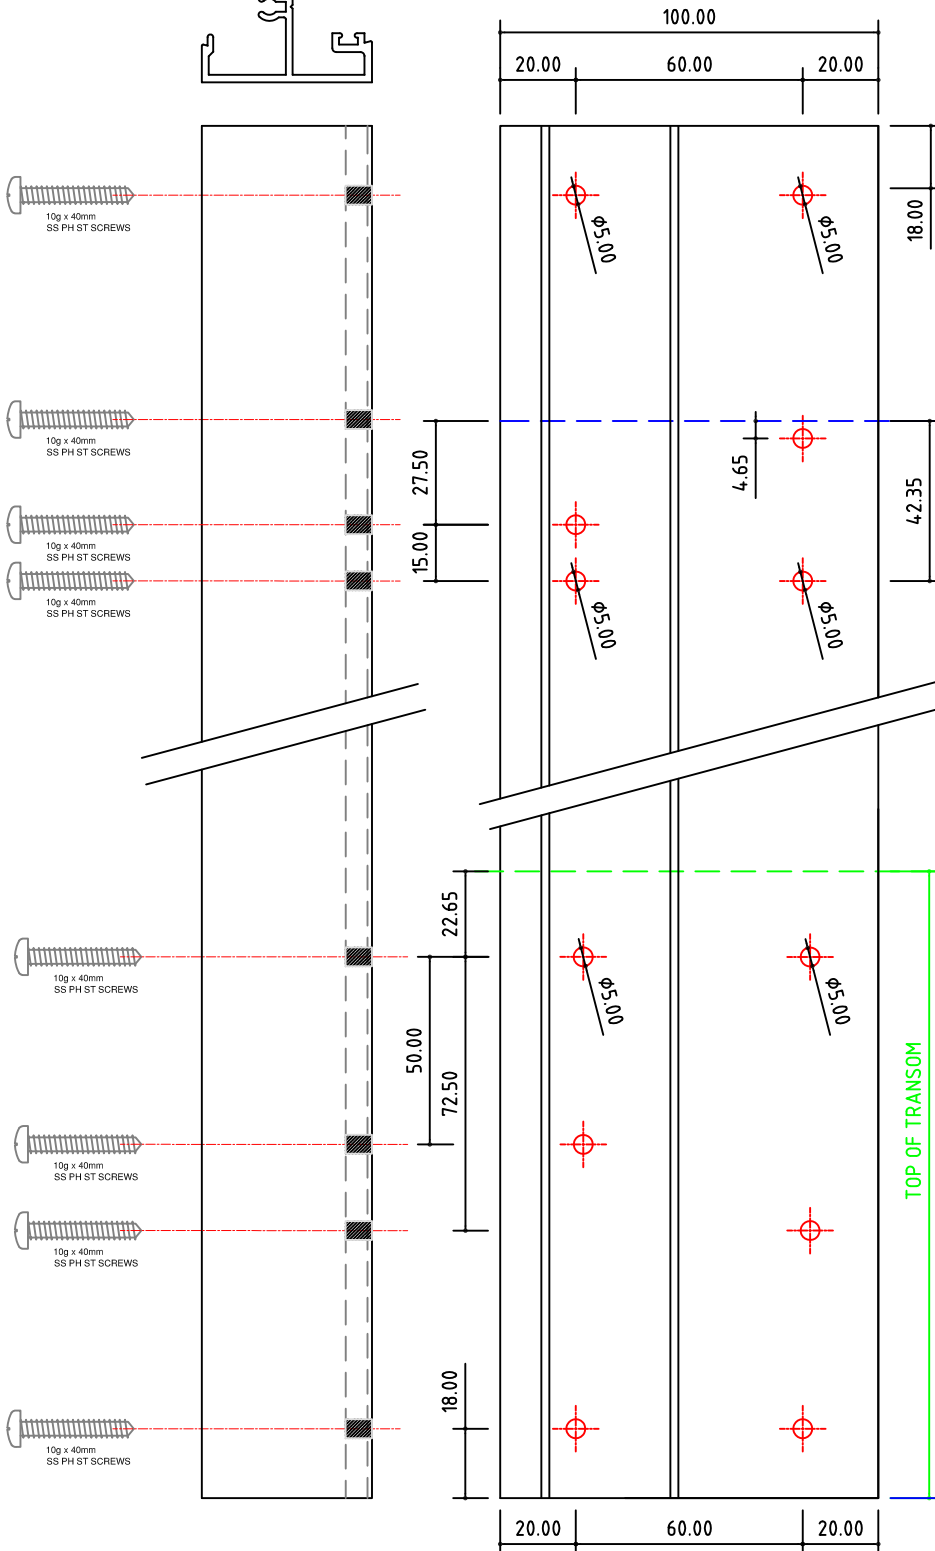 100.00
20.00 60.00 20.00
10g x 40mm
SS PH ST SCREWS
ϕ5.00
ϕ5.00
18.00
10g x 40mm
SS PH ST SCREWS
27.50
4.65
42.35
10g x 40mm
SS PH ST SCREWS
15.00
10g x 40mm
SS PH ST SCREWS
ϕ5.00
ϕ5.00
22.65
10g x 40mm
SS PH ST SCREWS
ϕ5.00
ϕ5.00
50.00
72.50
TOP OF TRANSOM
10g x 40mm
SS PH ST SCREWS
10g x 40mm
SS PH ST SCREWS
18.00
10g x 40mm
SS PH ST SCREWS
20.00 60.00 20.00